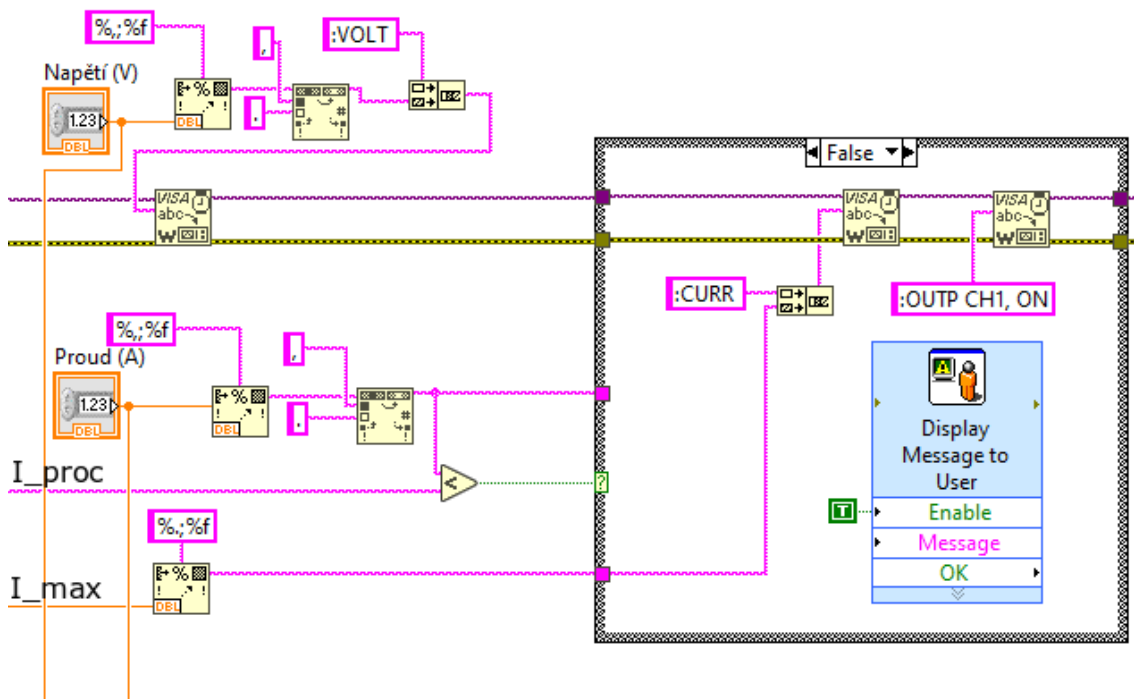 %,;%f
,
:VOLT
Napětí (V)
1.23
DBL
.
DBL
False
VISA
abc
W
VISA
abc
W
VISA
abc
W
:CURR
:OUTP CH1, ON
%,;%f
,
Proud (A)
1.23
DBL
.
DBL
Display
Message to
User
I_proc
<
?
T
Enable
Message
OK
%.;%f
I_max
DBL